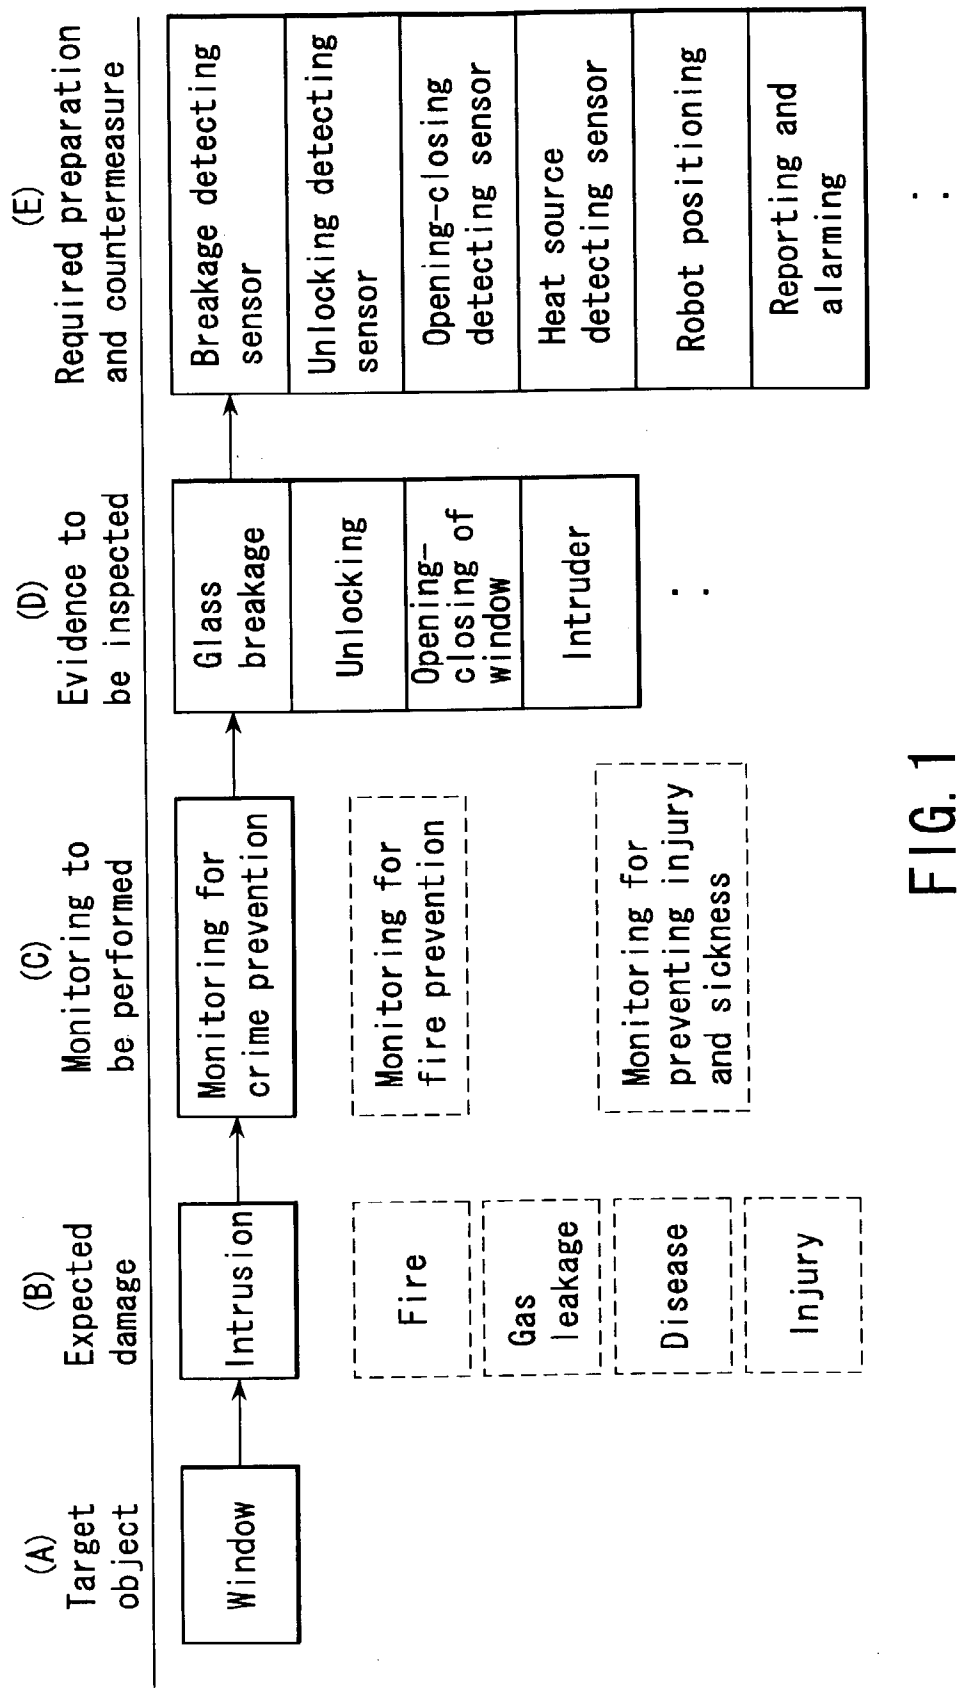 (A)
Target
object
(B)
Expected
damage
(C)
Monitoring to
be performed
(D)
Evidence to
be inspected
(E)
Required preparation
and countermeasure
Window
Intrusion
Fire
Gas
leakage
Disease
Injury
Monitoring for
crime prevention
Monitoring for
fire prevention
Monitoring for
preventing injury
and sickness
Glass
breakage
Unlocking
Opening-
closing of
window
Intruder
Breakage detecting
sensor
Unlocking detecting
sensor
Opening-closing
detecting sensor
Heat source
detecting sensor
Robot positioning
Reporting and
alarming
FIG. 1